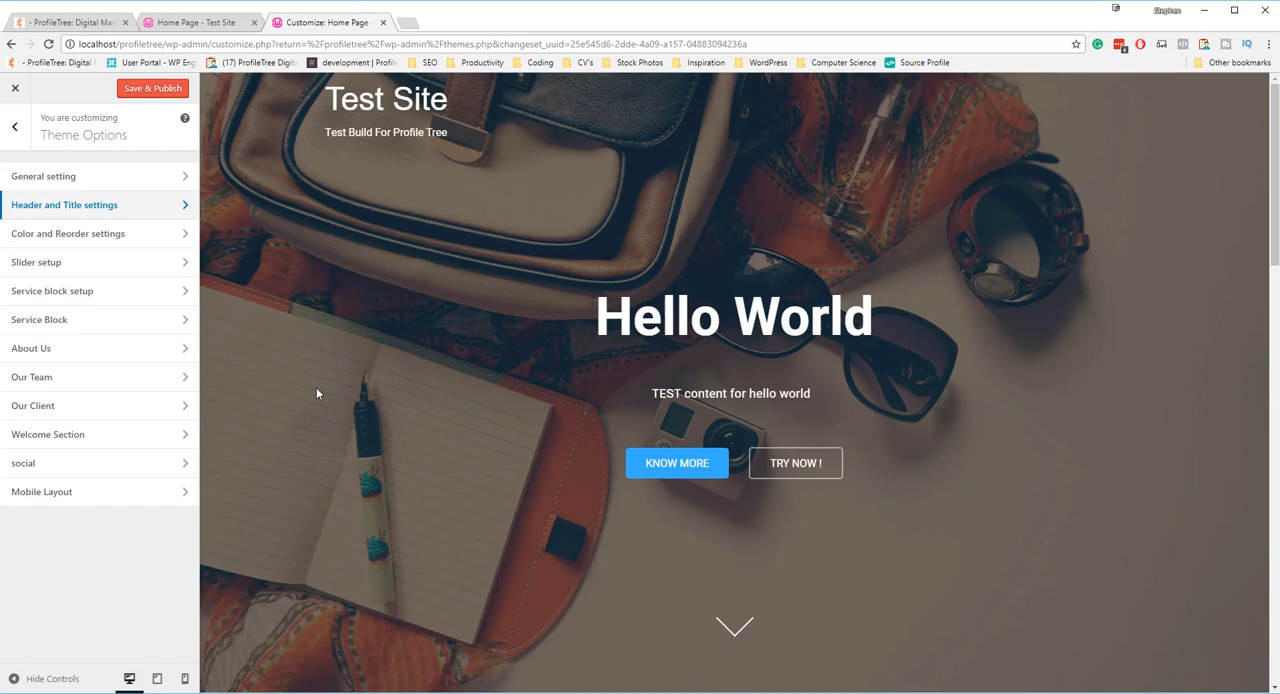 Stephen
- ProfileTree: Digital Mar
Home Page - Test Site
Customize: Home Page -
localhost/profiletree/wp-admin/customize.php?return=%2Fprofiletree%2Fwp-admin%2Fthemes.php&changeset_uuid=25e545d6-2dde-4a09-a157-04883094236a
- ProfileTree: Digital M
User Portal - WP Eng
(17) ProfileTree Digita
development | Profile
SEO
Productivity
Coding
CV's
Stock Photos
Inspiration
WordPress
Computer Science
Source Profile
Other bookmarks
Save & Publish
You are customizing
Theme Options
General setting
Header and Title settings
Color and Reorder settings
Slider setup
Service block setup
Service Block
About Us
Our Team
Our Client
Welcome Section
social
Mobile Layout
Hide Controls
Test Site
Test Build For Profile Tree
Hello World
TEST content for hello world
KNOW MORE
TRY NOW !